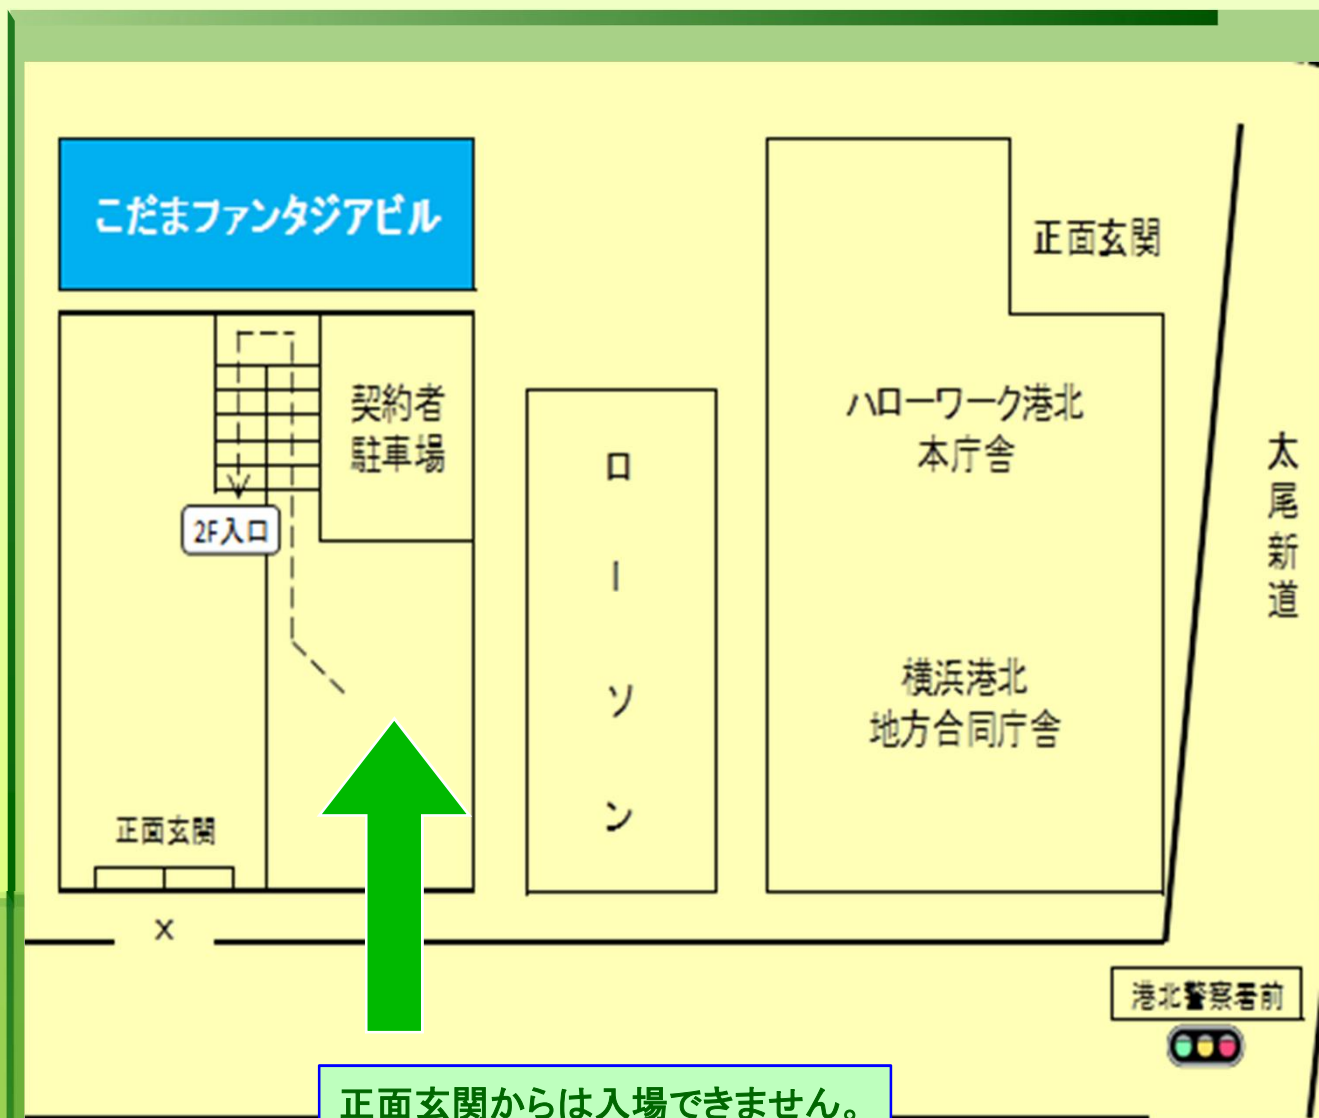 こだまファンタジアビル
正面玄関
契約者
駐車場
2F入口
正面玄関
x
ローソン
ハローワーク港北
本庁舎
横浜港北
地方合同庁舎
太尾新道
港北警察署前
正面玄関からは入場できません。